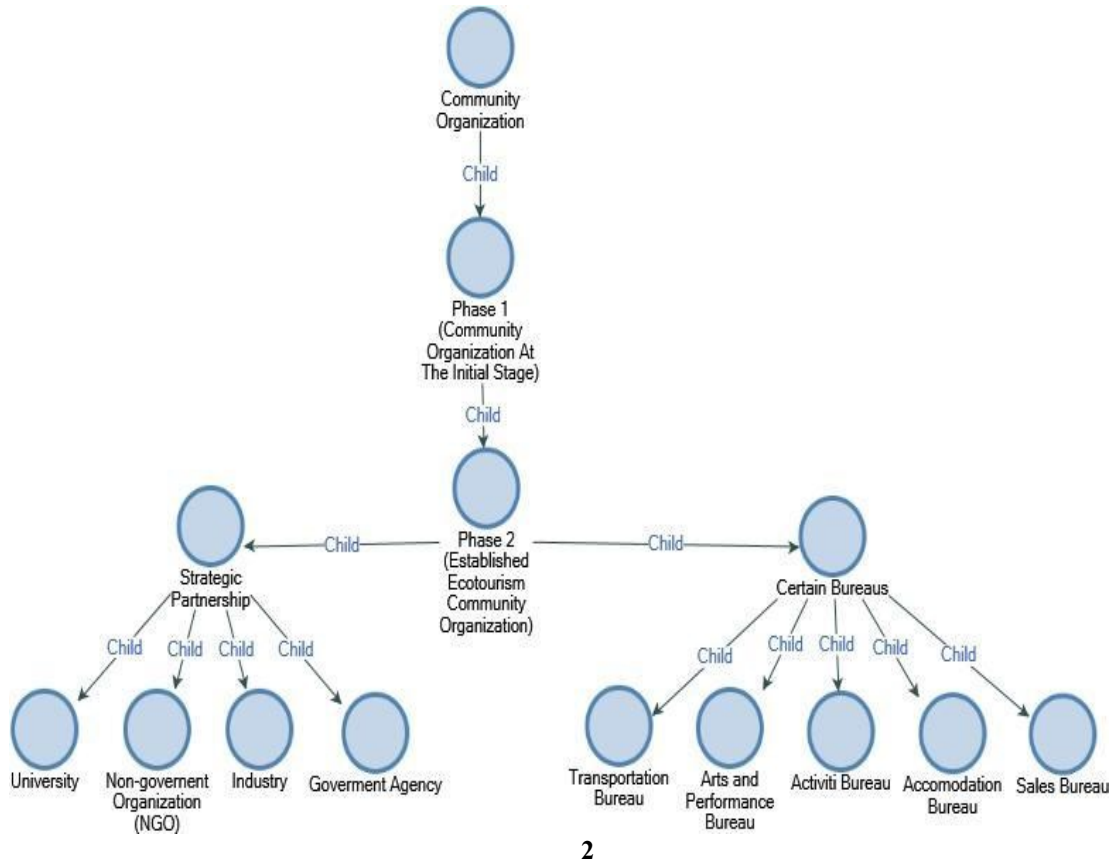 Community
Organization
Child
Phase 1
(Community
Organization At
The Initial Stage)
Child
Phase 2
(Established
Ecotourism
Community
Organization)
Child
Child
Strategic
Partnership
Certain Bureaus
Child
Child
Child
Child
Child
Child
Child
Child
Child
University
Non-goverment
Organization
(NGO)
Industry
Goverment Agency
Transportation
Bureau
Arts and
Performance
Bureau
Activiti Bureau
Accomodation
Bureau
Sales Bureau
2